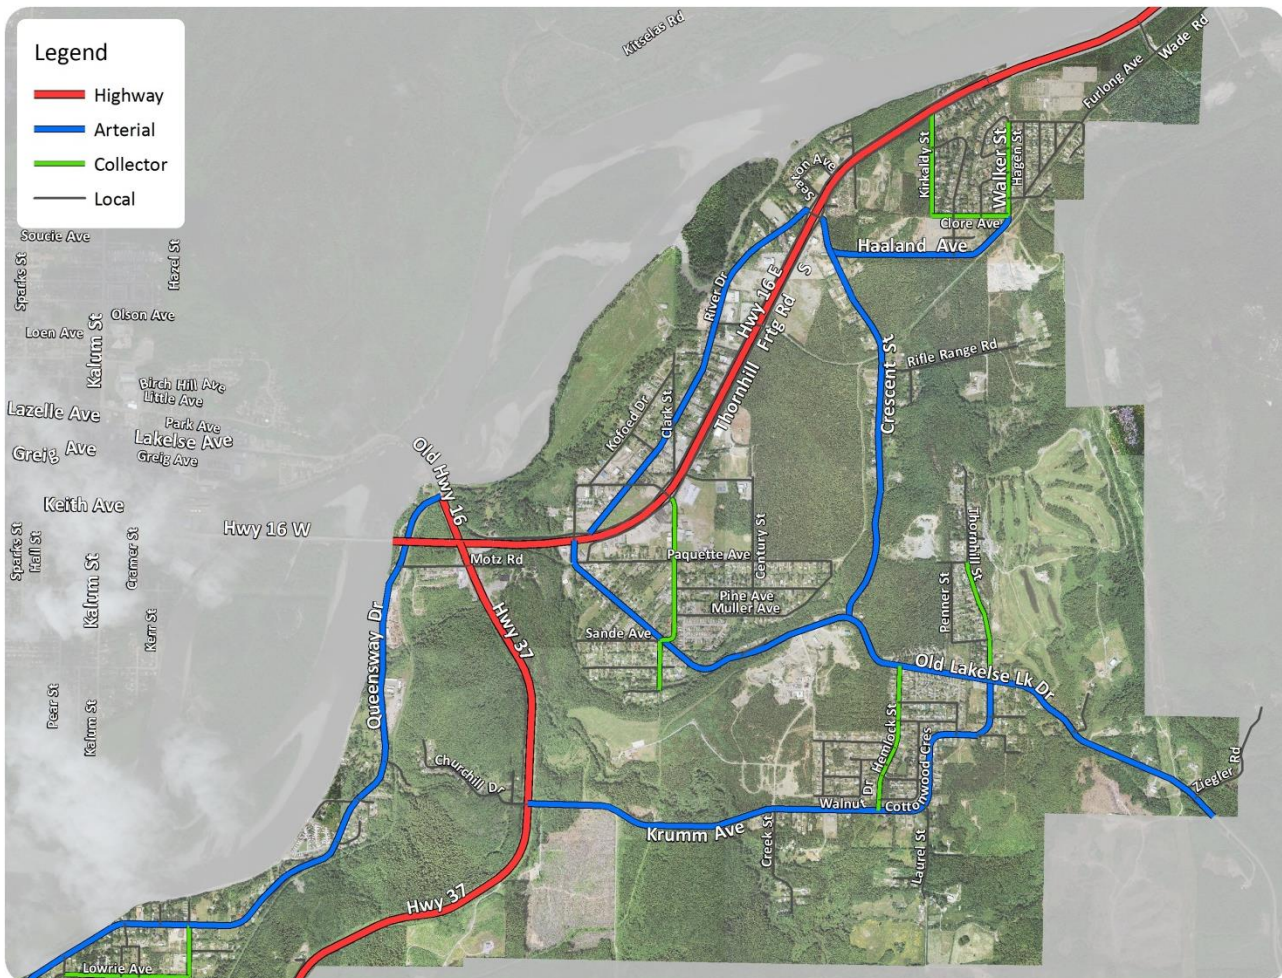 Legend
Highway
Arterial
Collector
Local
Kitselas Rd
Wade Rd
Furlong Ave
Kirkaldy St
Walker St
Hagen St
Clore Ave
Haaland Ave
Soucie Ave
Sparks St
Hazel St
Olson Ave
Loen Ave
Kalum St
Birch Hill Ave
Little Ave
Lazelle Ave
Park Ave
Lakelse Ave
Greig Ave
Greig Ave
Keith Ave
Hwy 16 W
Sparks St
Hall St
Cramer St
Kalum St
Kerr St
Pear St
Kalum St
River Dr
Hwy 16 E
Thornhill Frtg Rd S
Crescent St
Rifle Range Rd
Kofoed Dr
Clark St
Old Hwy 16
Motz Rd
Paquette Ave
Century St
Pine Ave
Muller Ave
Sande Ave
Hwy 37
Queensway Dr
Thornhill St
Penner St
Old Lakelse Lk Dr
Hemlock St
Cottonwood Cres
Walnut Dr
Krumm Ave
Creek St
Laurel St
Ziegler Rd
Churchill Dr
Hwy 37
Lowrie Ave